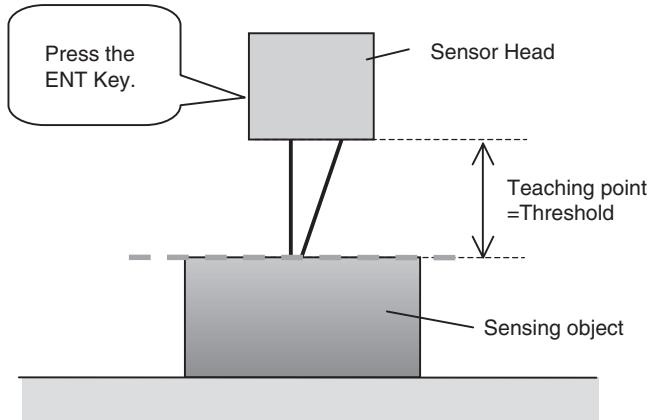 Press the
ENT Key.
Sensor Head
Teaching point
=Threshold
Sensing object